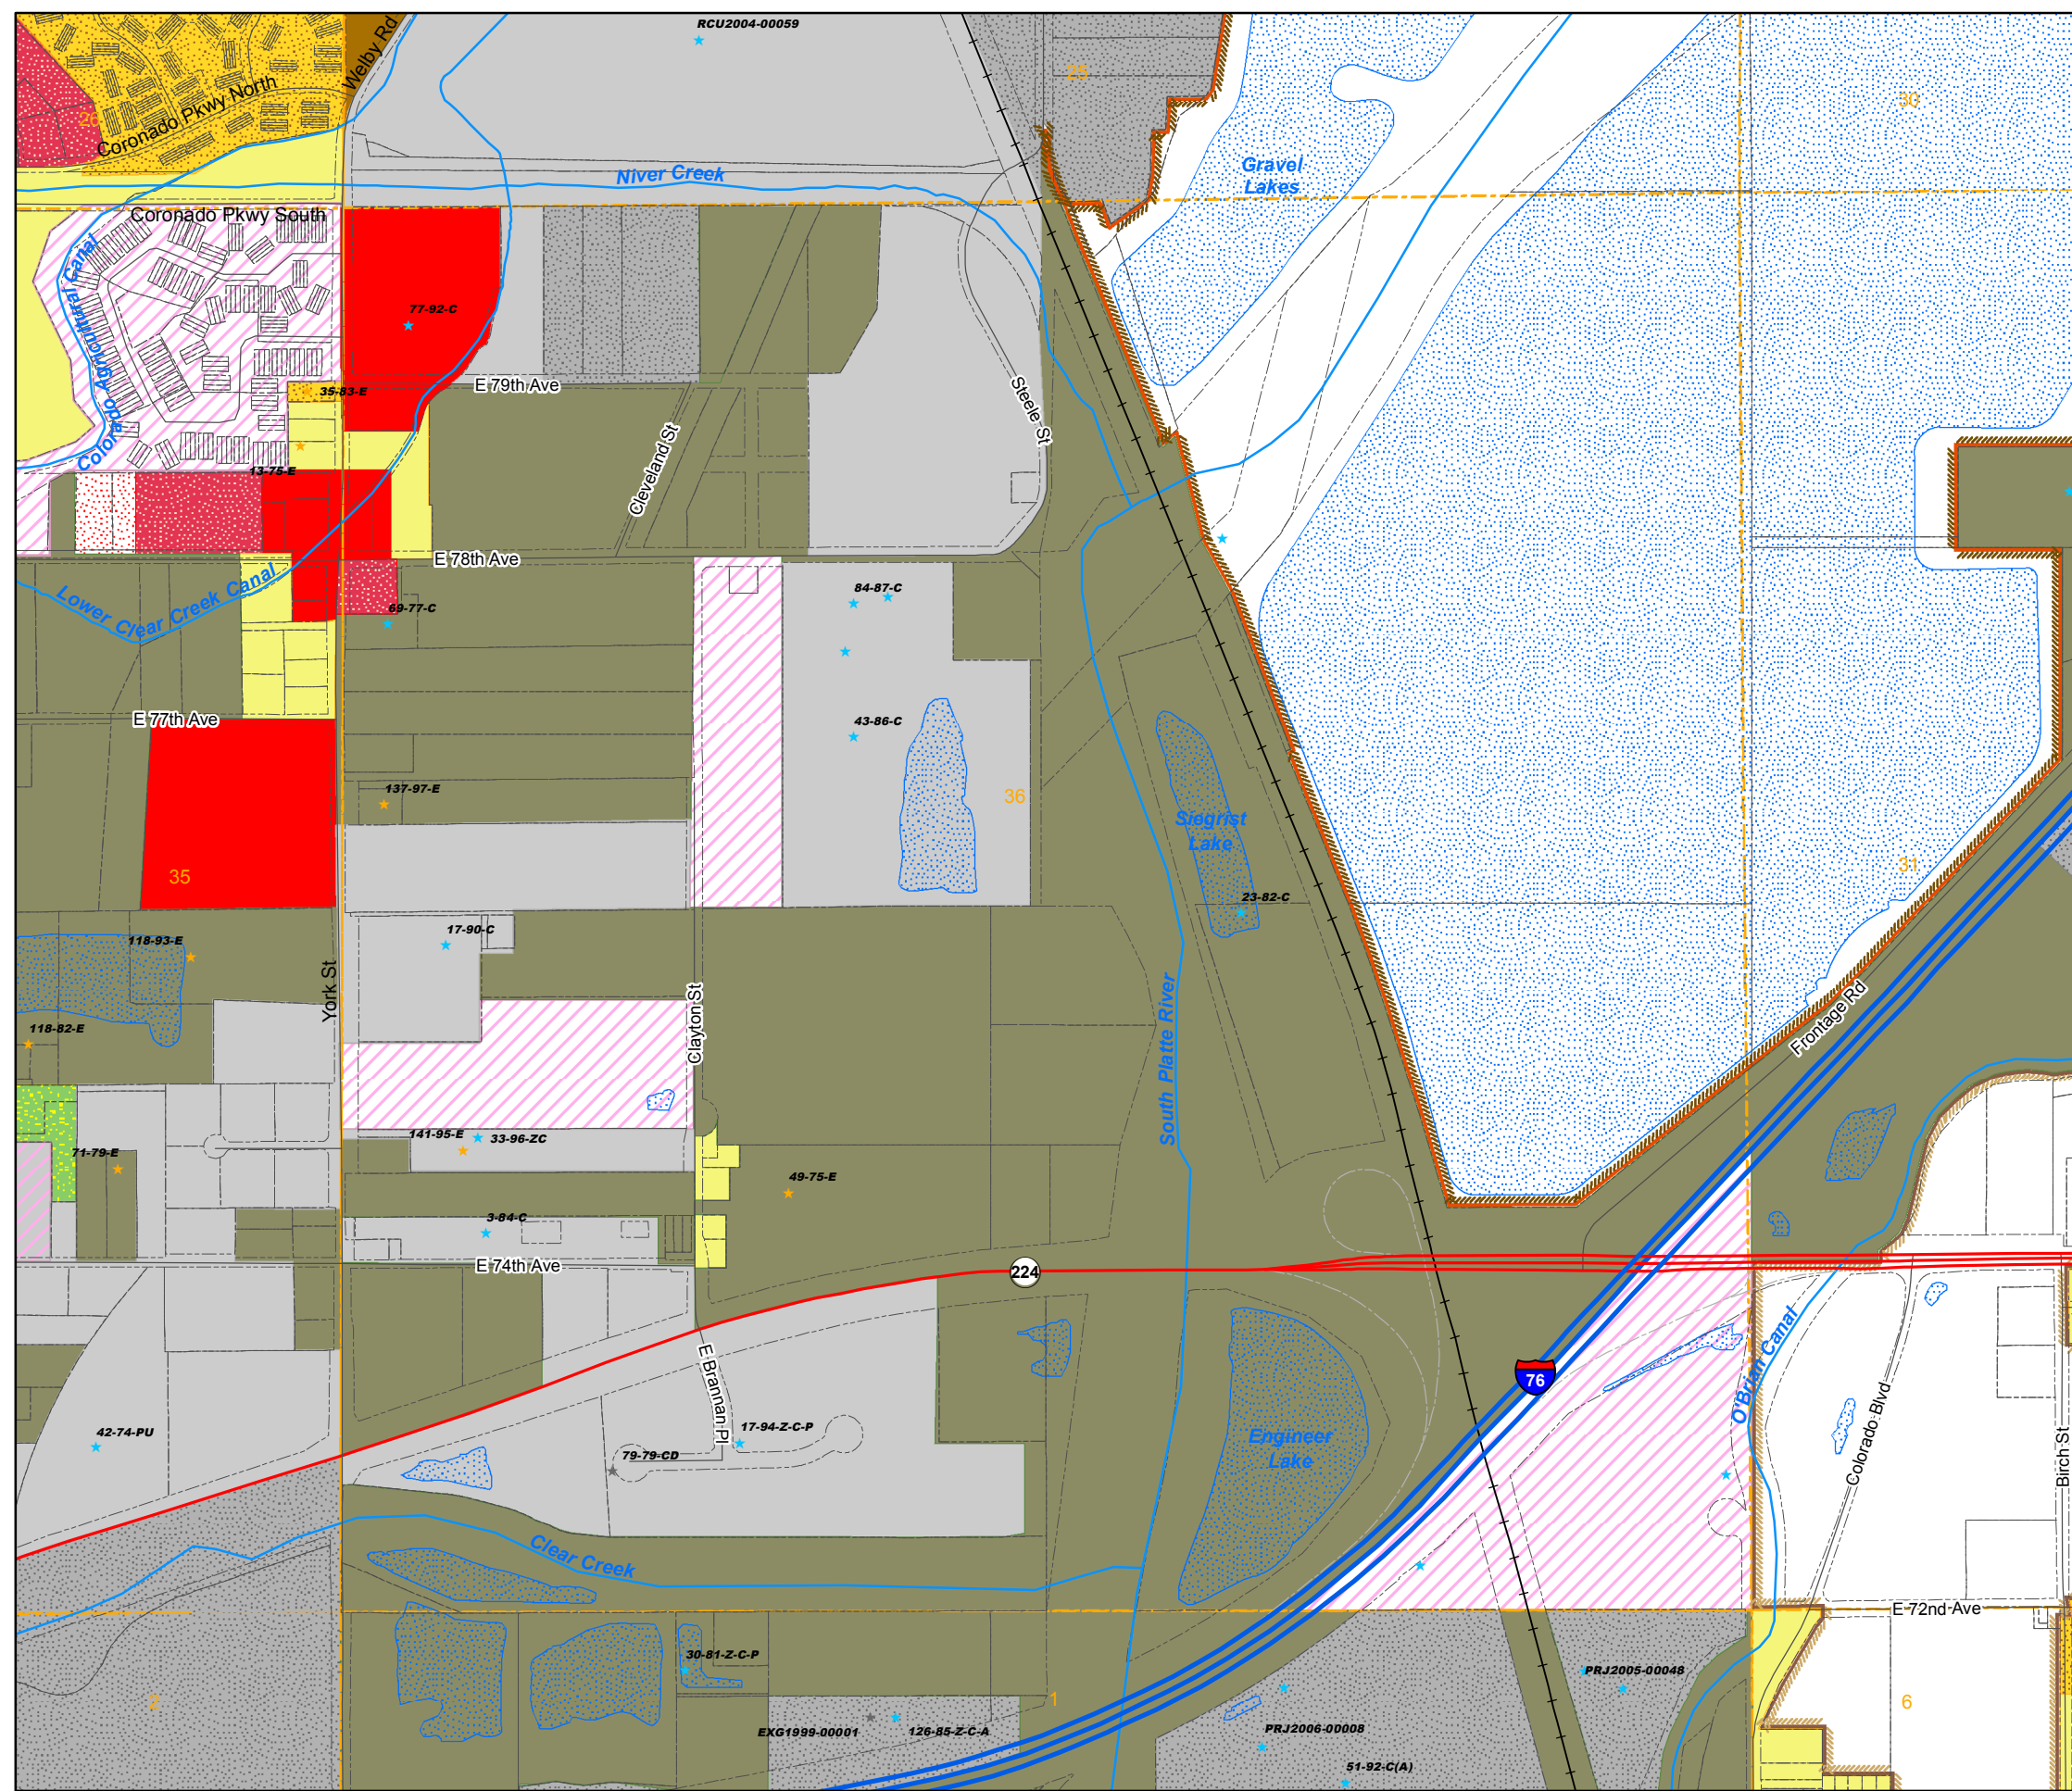 RCU2004-00059
Welby Rd
25
30
26
Coronado Pkwy North
Niver Creek
Gravel
Lakes
Coronado Pkwy South
Colorado Agricultural Canal
77-92-C
E 79th Ave
35-83-E
Steele St
Cleveland St
13-75-E
E 78th Ave
Lower Clear Creek Canal
69-77-C
84-87-C
E 77th Ave
43-86-C
137-97-E
36
Siegrist
Lake
35
31
23-82-C
17-90-C
118-93-E
York St
Clayton St
South Platte River
Frontage Rd
118-82-E
141-95-E
33-96-ZC
71-79-E
49-75-E
3-84-C
E 74th Ave
224
E Brannan Pl
76
O'Brian Canal
Colorado Blvd
Birch St
42-74-PU
17-94-Z-C-P
79-79-CD
Engineer
Lake
Clear Creek
E 72nd Ave
30-81-Z-C-P
PRJ2005-00048
2
1
6
EXG1999-00001
126-85-Z-C-A
PRJ2006-00008
51-92-C(A)